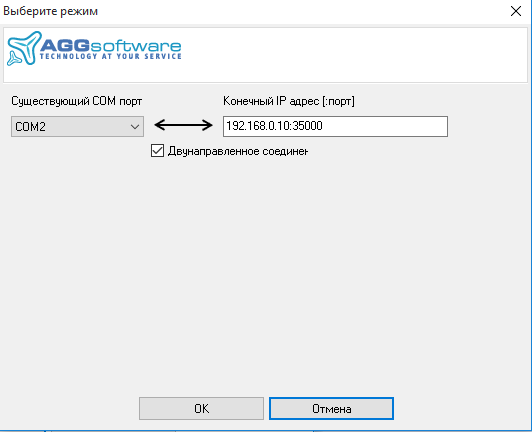 Выберите режим
AGGsoftware
TECHNOLOGY AT YOUR SERVICE
Существующий COM порт
Конечный IP адрес [:порт]
COM2
192.168.0.10:35000
Двунаправленное соединен
OK
Отмена